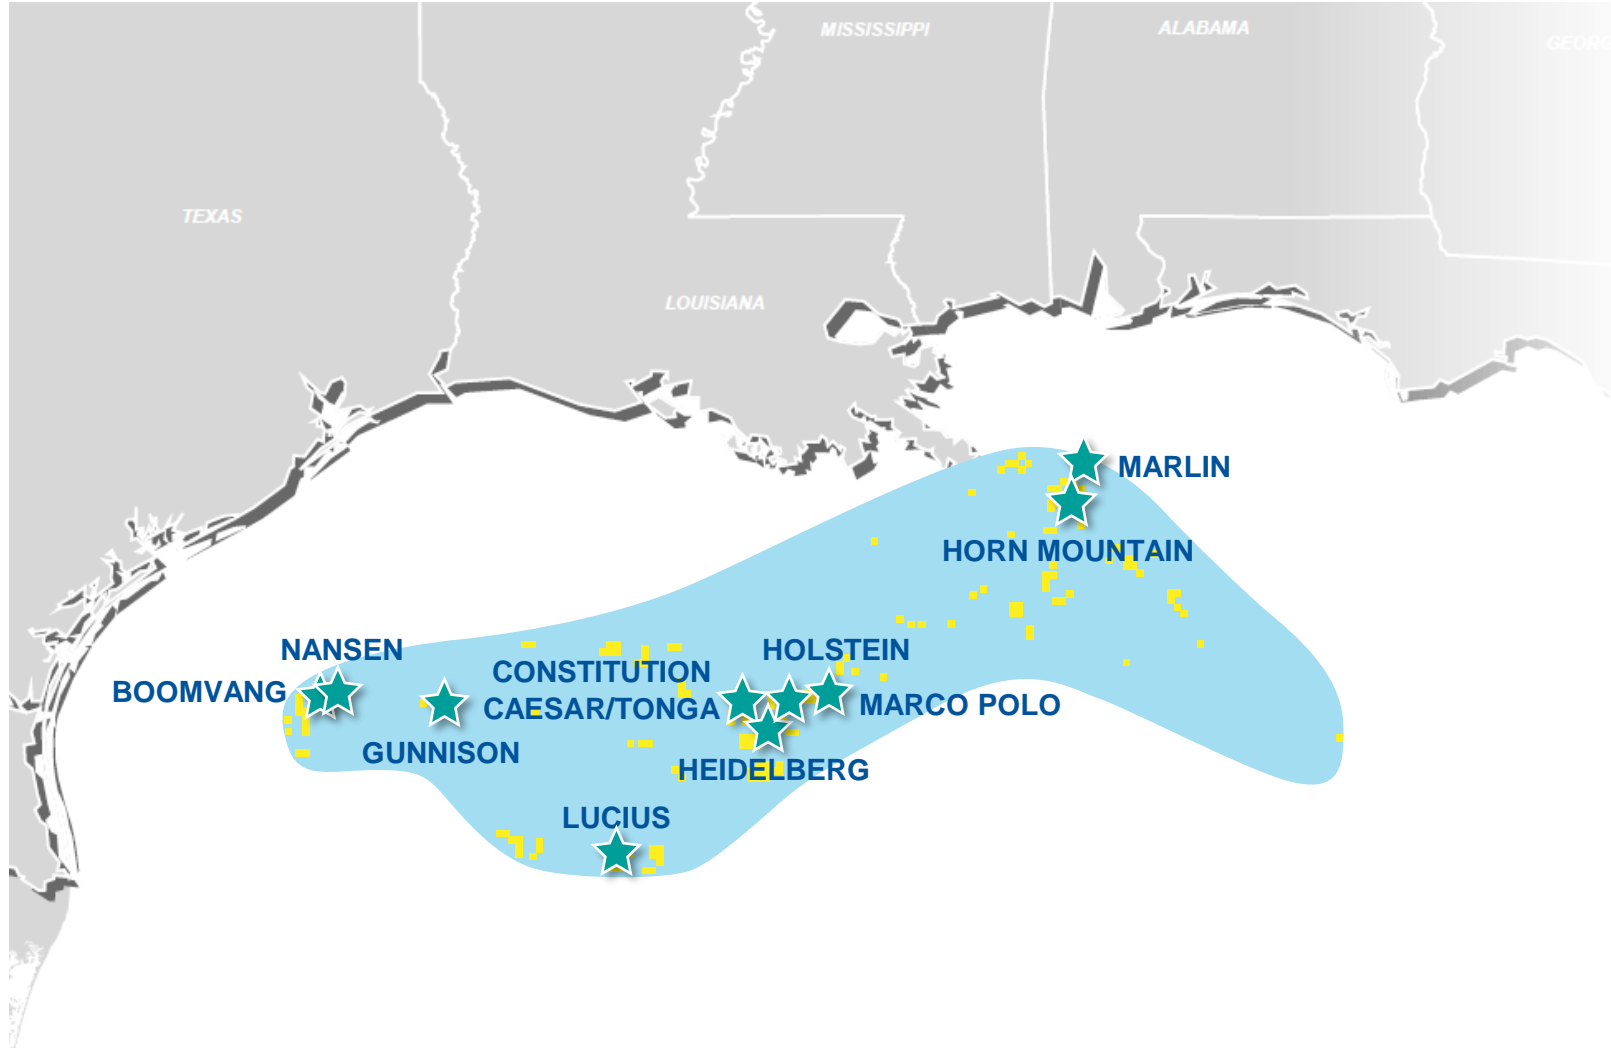 MISSISSIPPI
ALABAMA
TEXAS
LOUISIANA
MARLIN
HORN MOUNTAIN
NANSEN
BOOMVANG
GUNNISON
CONSTITUTION
CAESAR/TONGA
HOLSTEIN
MARCO POLO
HEIDELBERG
LUCIUS